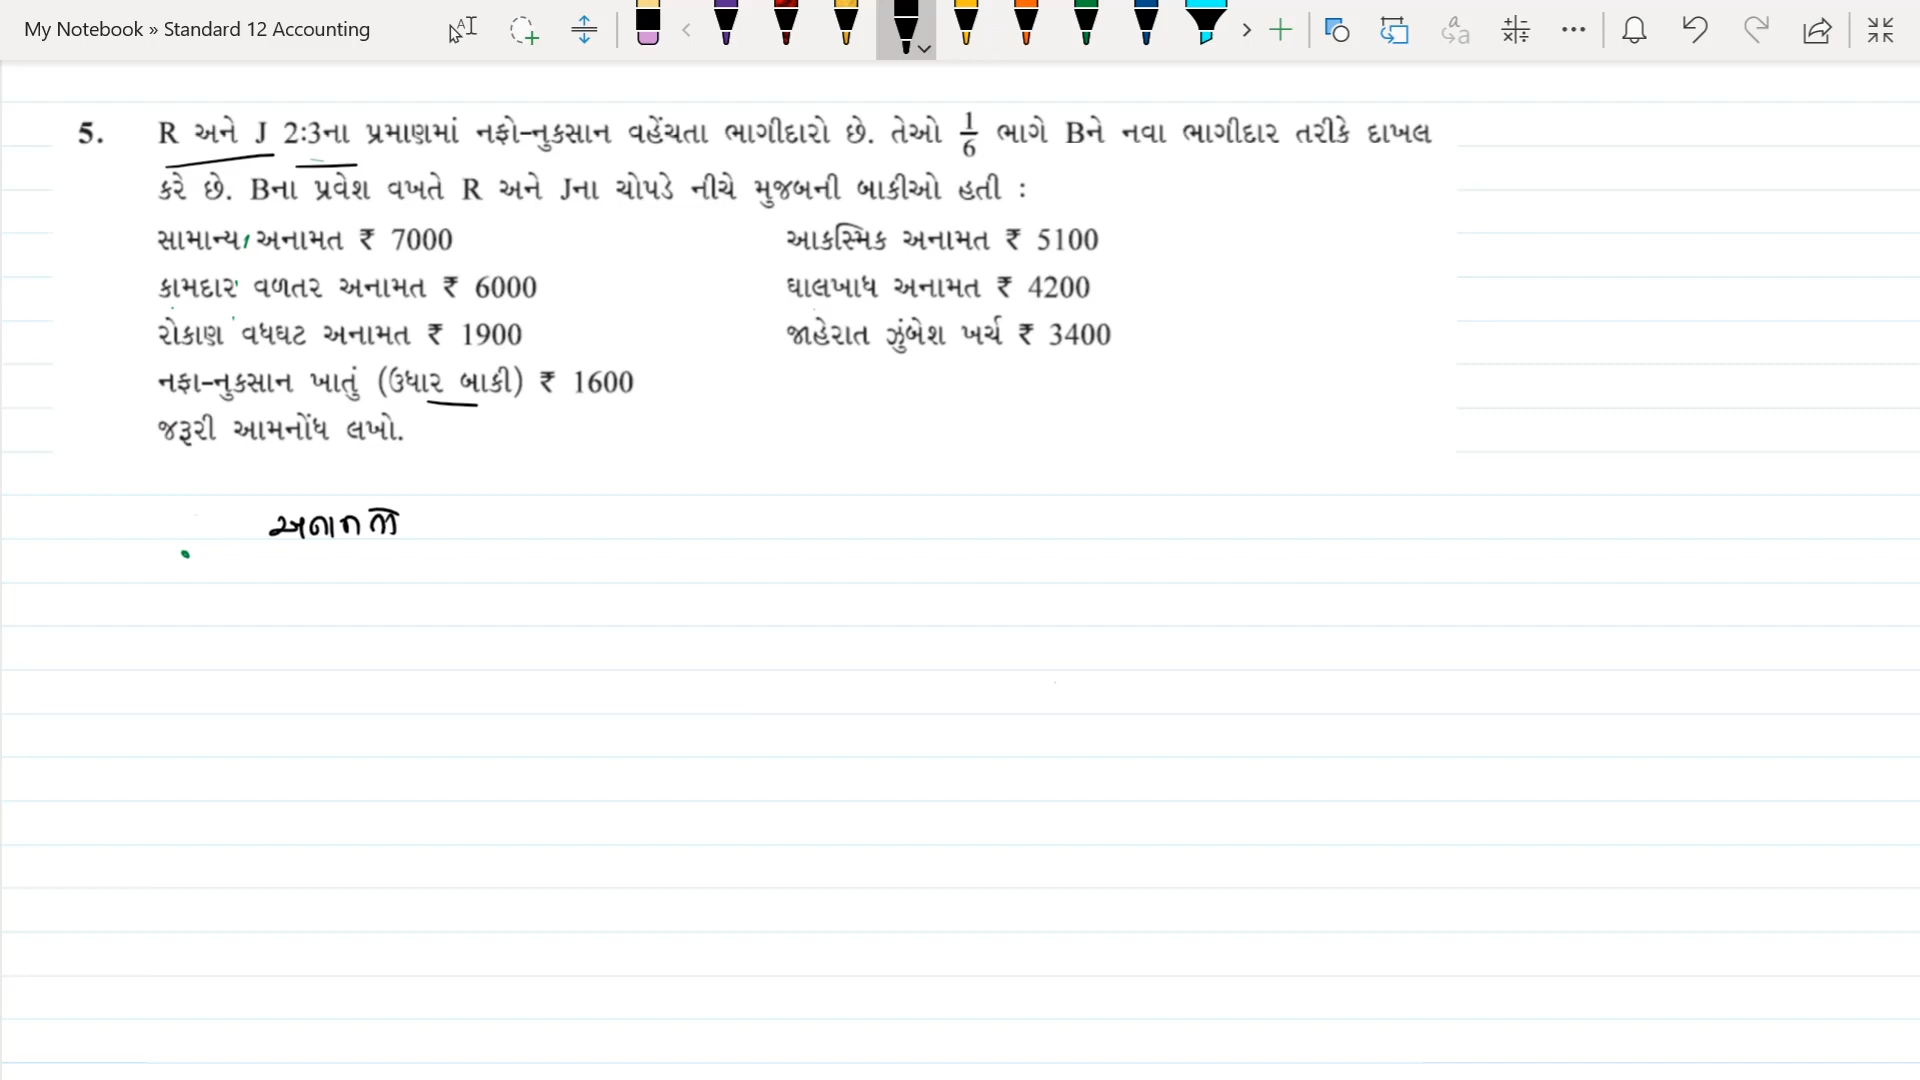 My Notebook » Standard 12 Accounting
5. R અને J 2:3ના પ્રમાણમાં નફો-નુકસાન વહેંચતા ભાગીદારો છે. તેઓ 1/6 ભાગે Bને નવા ભાગીદાર તરીકે દાખલ
કરે છે. Bના પ્રવેશ વખતે R અને Jના ચોપડે નીચે મુજબની બાકીઓ હતી :
સામાન્ય અનામત ₹ 7000 આકસ્મિક અનામત ₹ 5100
કામદાર વળતર અનામત ₹ 6000 ઘાલખાધ અનામત ₹ 4200
રોકાણ વધઘટ અનામત ₹ 1900 જાહેરાત ઝુંબેશ ખર્ચ ₹ 3400
નફા-નુકસાન ખાતું (ઉધાર બાકી) ₹ 1600
જરૂરી આમનોંધ લખો.